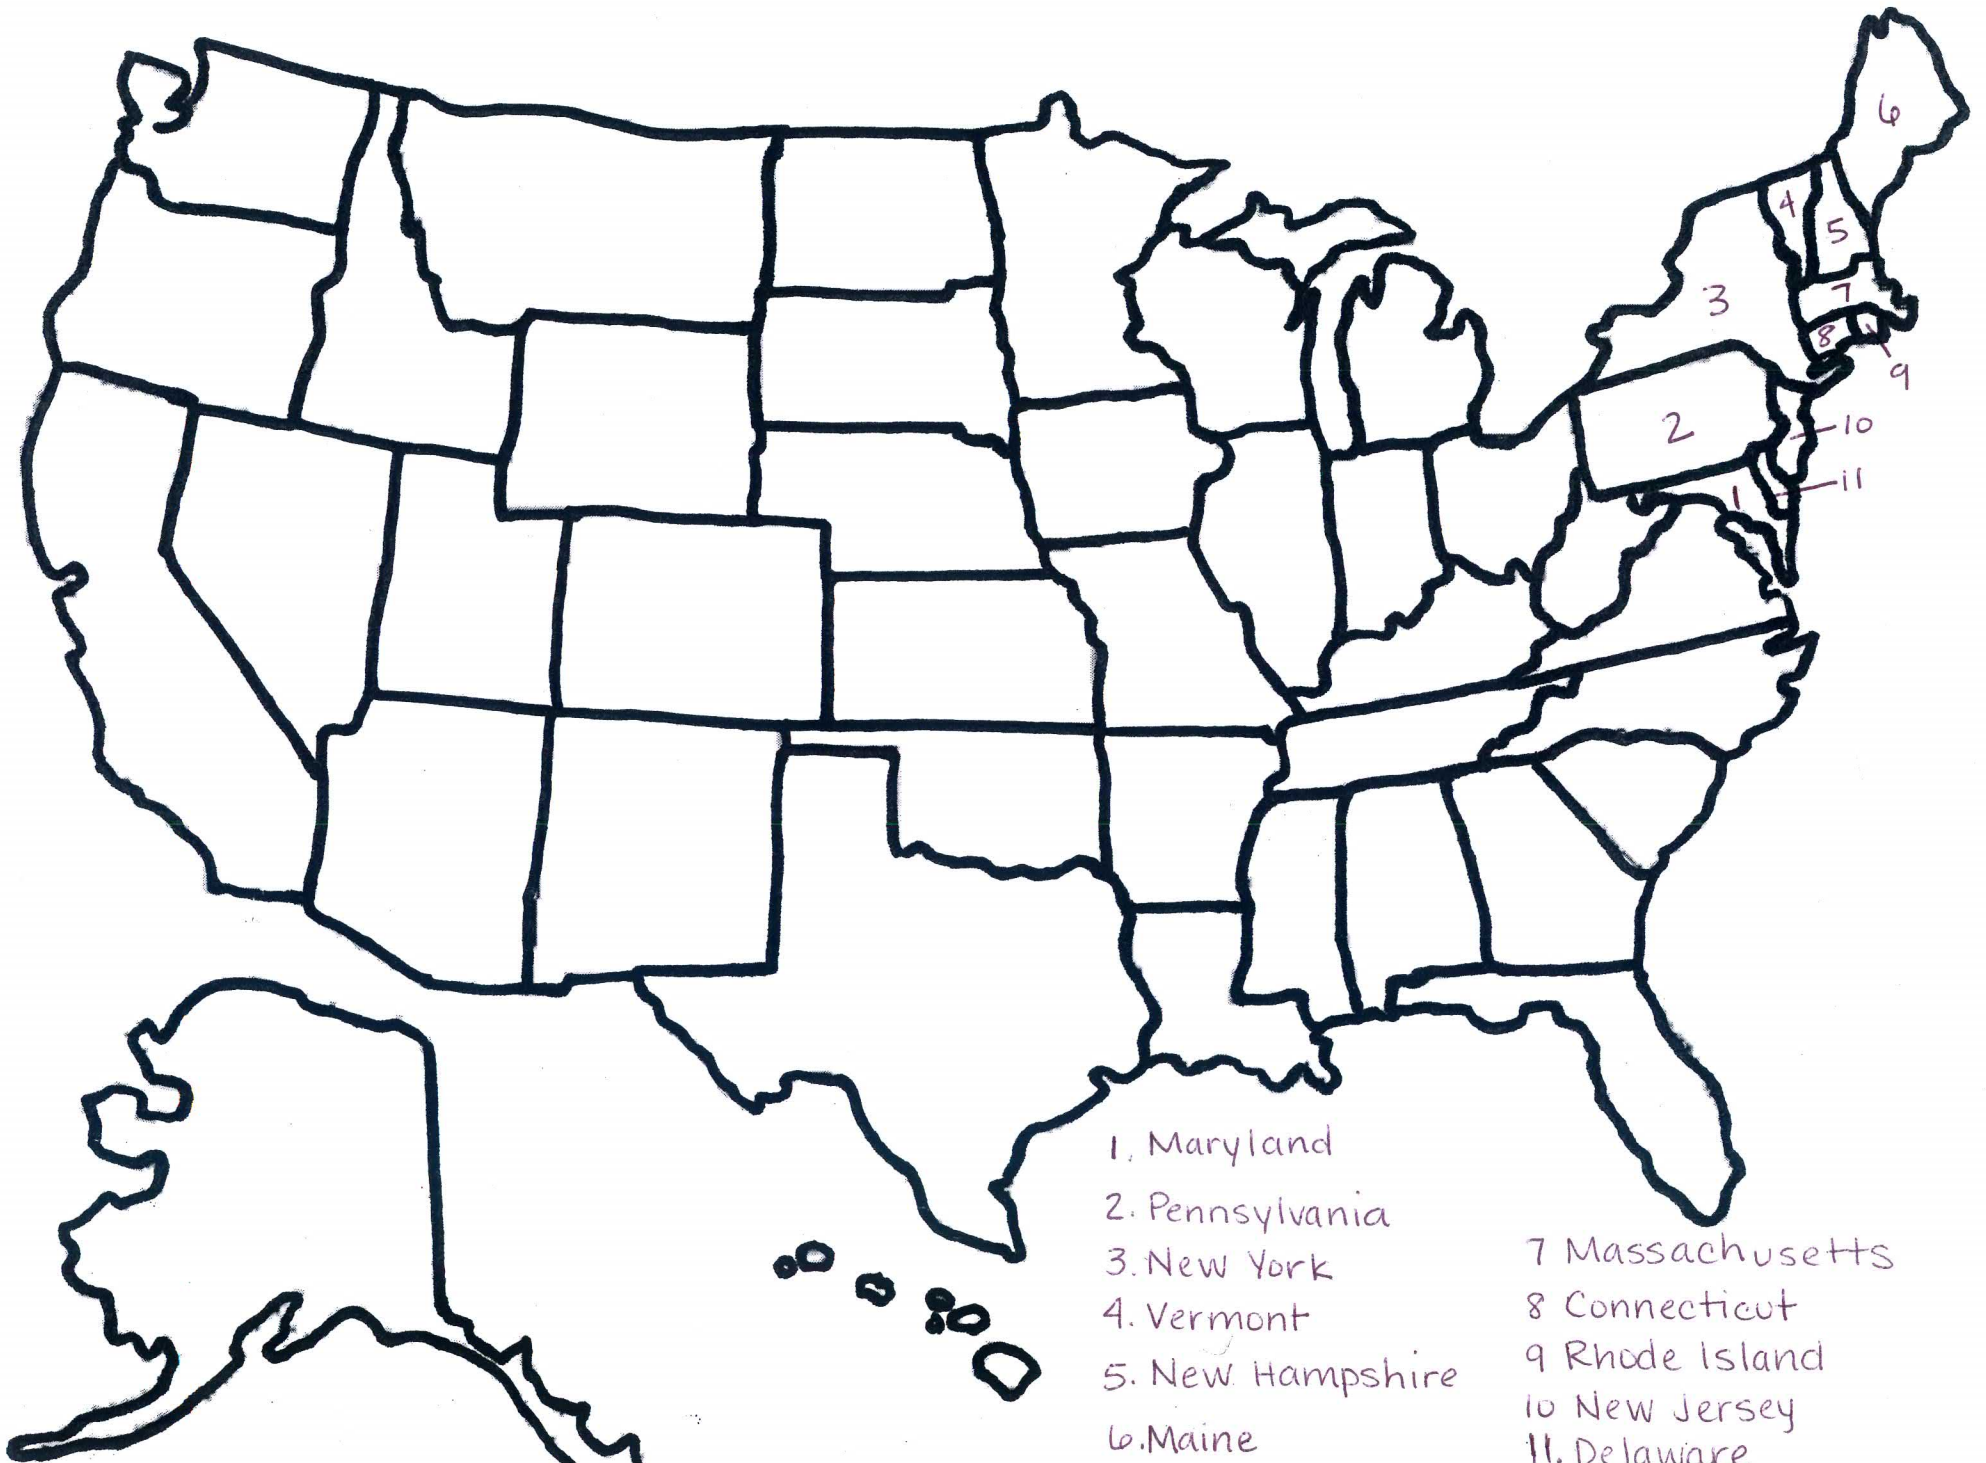 6
4
5
3
7
8
9
2
10
1
11
1. Maryland
2. Pennsylvania
3. New York
4. Vermont
5. New Hampshire
6. Maine
7 Massachusetts
8 Connecticut
9 Rhode Island
10 New Jersey
11. Delaware